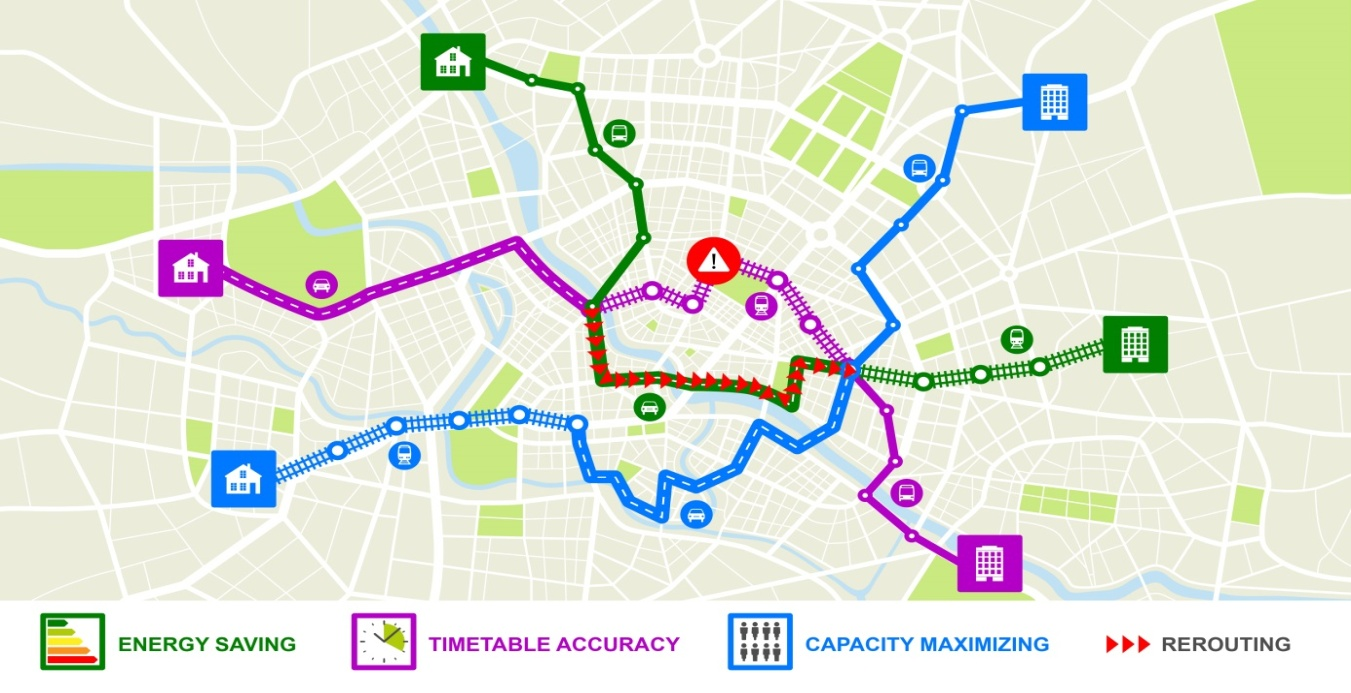 !
ENERGY SAVING
TIMETABLE ACCURACY
CAPACITY MAXIMIZING
REROUTING